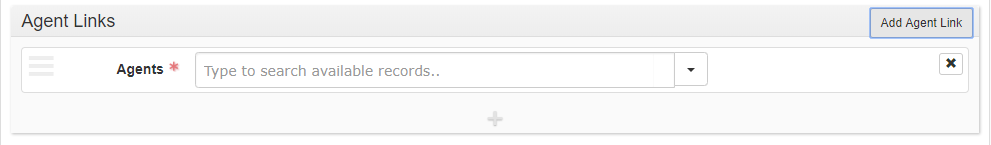 Agent Links
Add Agent Link
Agents *
Type to search available records..